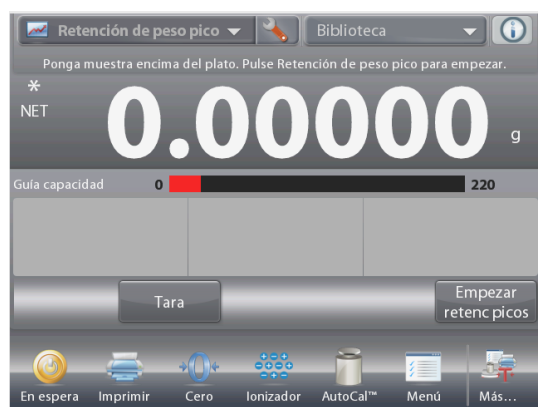 Retención de peso pico
Biblioteca
Ponga muestra encima del plato. Pulse Retención de peso pico para empezar.
*
NET
0.00000 g
Guía capacidad 0 220
Tara
Empezar
retenc picos
En espera Imprimir Cero Ionizador AutoCal™ Menú Más...